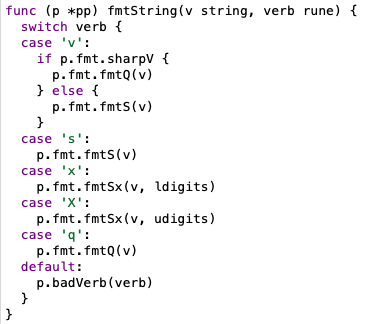 func (p *pp) fmtString(v string, verb rune) {
  switch verb {
  case 'v':
    if p.fmt.sharpV {
      p.fmt.fmtQ(v)
    } else {
      p.fmt.fmtS(v)
    }
  case 's':
    p.fmt.fmtS(v)
  case 'x':
    p.fmt.fmtSx(v, ldigits)
  case 'X':
    p.fmt.fmtSx(v, udigits)
  case 'q':
    p.fmt.fmtQ(v)
  default:
    p.badVerb(verb)
  }
}